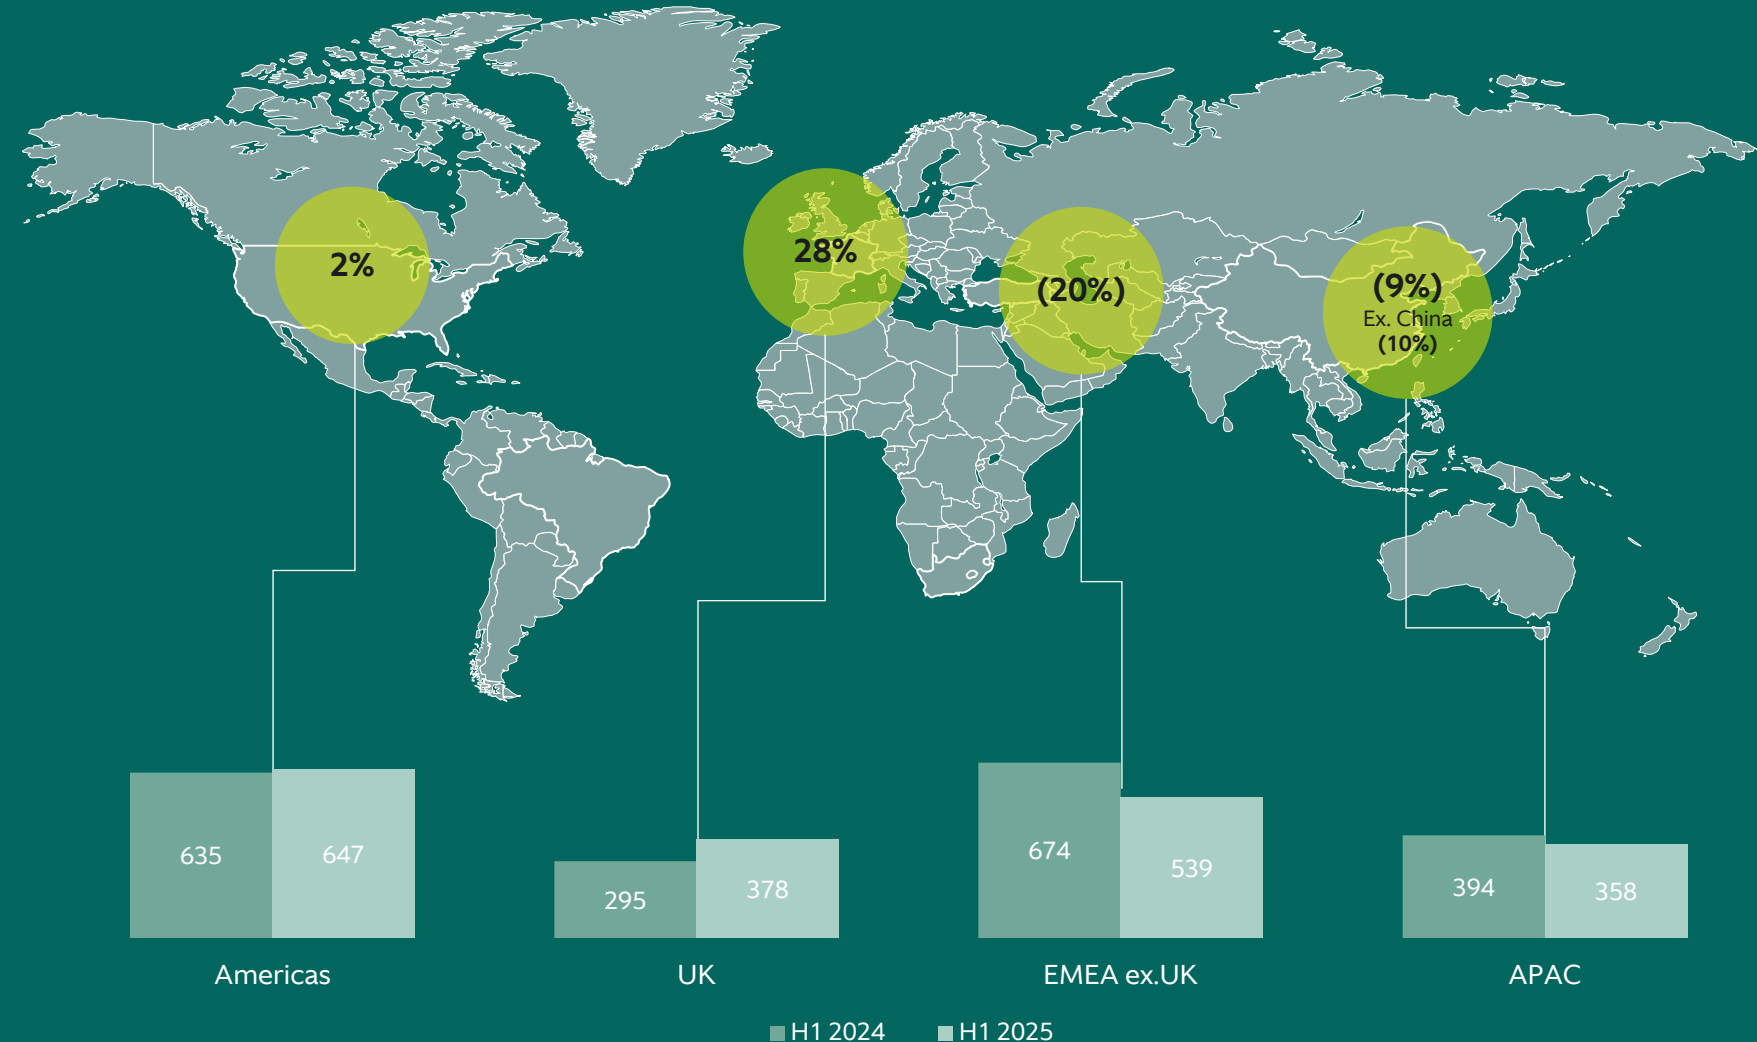 2%
28%
(20%)
(9%)
Ex. China
(10%)
635
647
295
378
674
539
394
358
Americas
UK
EMEA ex.UK
APAC
H1 2024
H1 2025